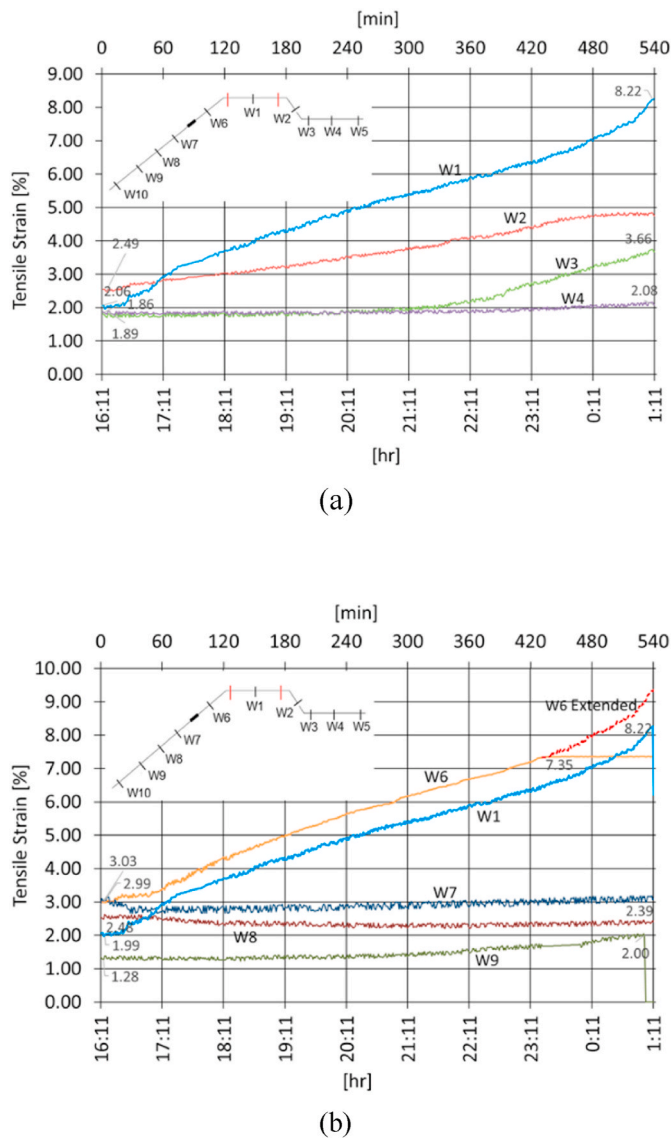 [min]
0 60 120 180 240 300 360 420 480 540
9.00
8.00
7.00
6.00
5.00
4.00
3.00
2.00
1.00
0.00
Tensile Strain [%]
8.22
W6 W1 W2
W7 W3 W4 W5
W8
W9
W10
W1
W2
2.49
3.66
W3
2.06
1.86
2.08
W4
1.89
16:11 17:11 18:11 19:11 20:11 21:11 22:11 23:11 0:11 1:11
[hr]
(a)
[min]
0 60 120 180 240 300 360 420 480 540
10.00
9.00
8.00
7.00
6.00
5.00
4.00
3.00
2.00
1.00
0.00
Tensile Strain [%]
W6 W1 W2
W7 W3 W4 W5
W8
W9
W10
W6 Extended
8.22
7.35
W6
W1
3.03
2.99
W7
2.39
2.48
W8
1.99
2.00
W9
1.28
16:11 17:11 18:11 19:11 20:11 21:11 22:11 23:11 0:11 1:11
[hr]
(b)